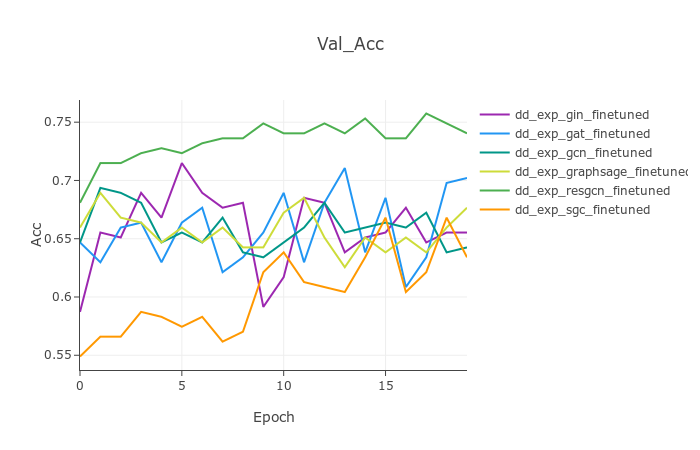 Val_Acc
dd_exp_gin_finetuned
dd_exp_gat_finetuned
dd_exp_gcn_finetuned
dd_exp_graphsage_finetuned
dd_exp_resgcn_finetuned
dd_exp_sgc_finetuned
0.75
0.7
0.65
0.6
0.55
Acc
0
5
10
15
Epoch